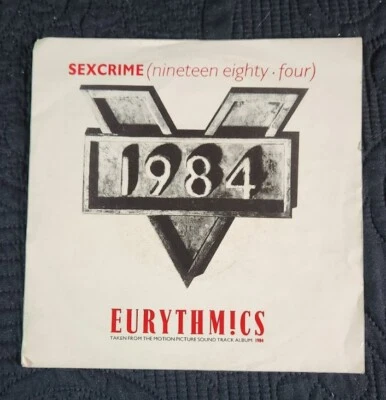 SEXCRIME (nineteen eighty · four)
1984
EURYTHM!CS
TAKEN FROM THE MOTION PICTURE SOUND TRACK ALBUM 1984